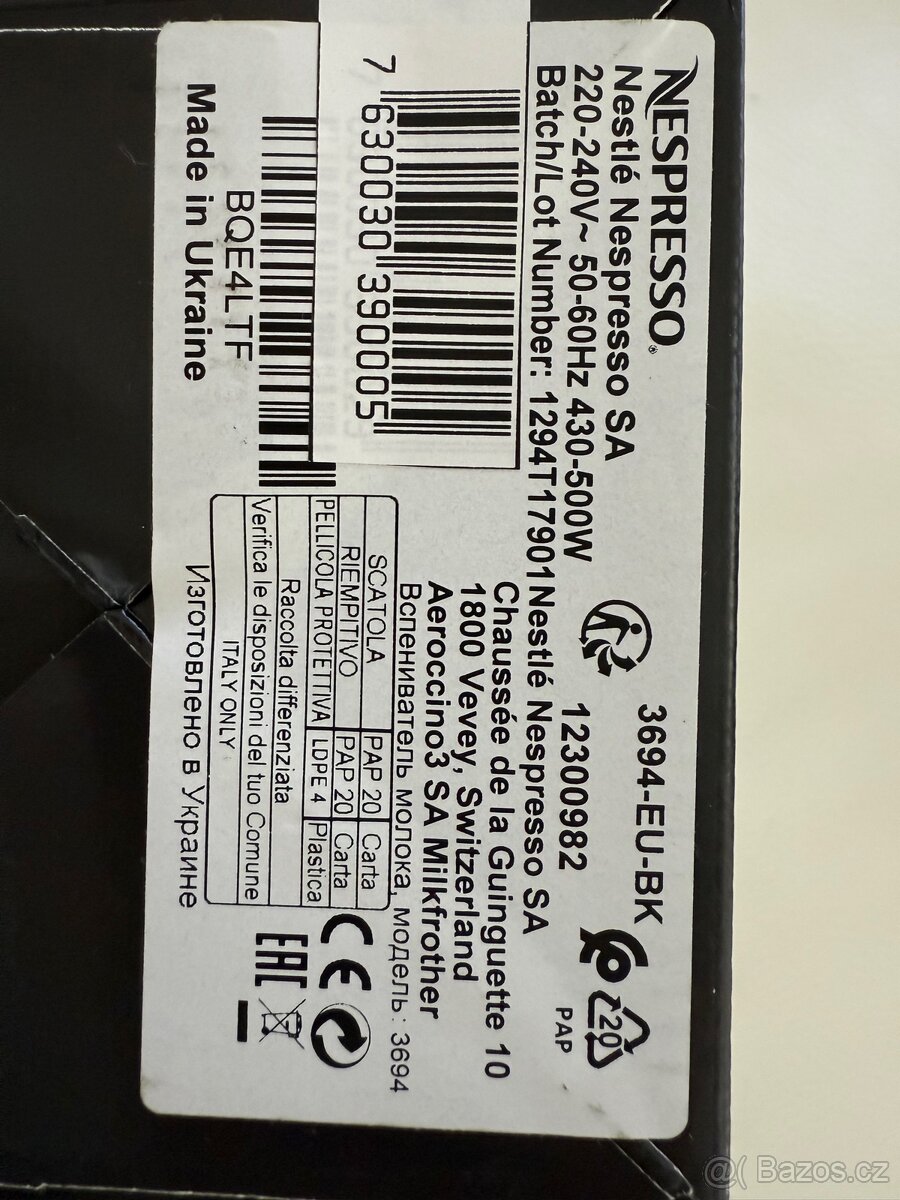 NESPRESSO®
Nestlé Nespresso SA
220-240V~ 50-60Hz 430-500W
Batch/Lot Number: 1294T17901
7 630030 390005
BQE4LTF
Made in Ukraine
3694-EU-BK
12300982
20
PAP
Nestlé Nespresso SA
Chaussée de la Guinguette 10
1800 Vevey, Switzerland
Aeroccino3 SA Milkfrother
Вспениватель молока, модель: 3694
SCATOLA PAP 20 Carta
RIEMPITIVO PAP 20 Carta
PELLICOLA PROTETTIVA LDPE 4 Plastica
Raccolta differenziata
Verifica le disposizioni del tuo Comune
ITALY ONLY
Изготовлено в Украине
CE
EAC
@( Bazos.cz